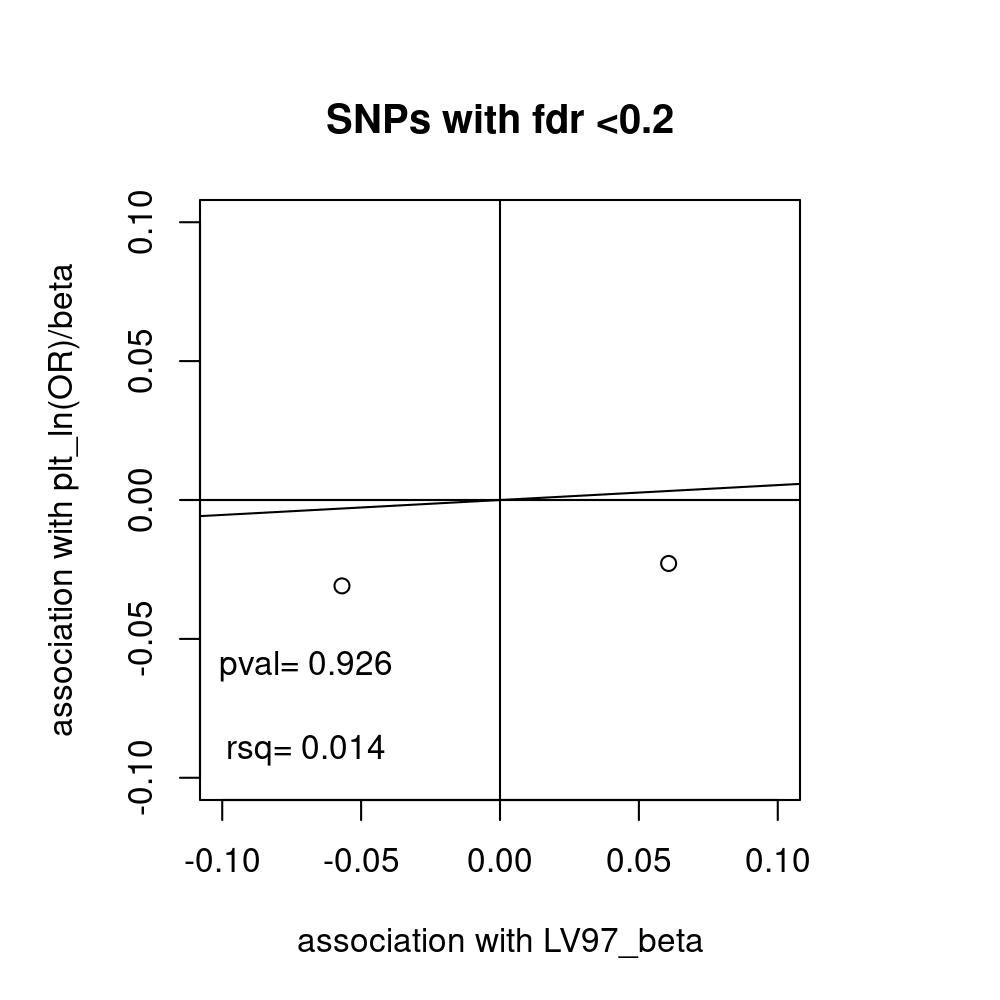 SNPs with fdr <0.2
association with plt_ln(OR)/beta
0.10
0.05
0.00
-0.05
-0.10
pval= 0.926
rsq= 0.014
-0.10 -0.05 0.00 0.05 0.10
association with LV97_beta